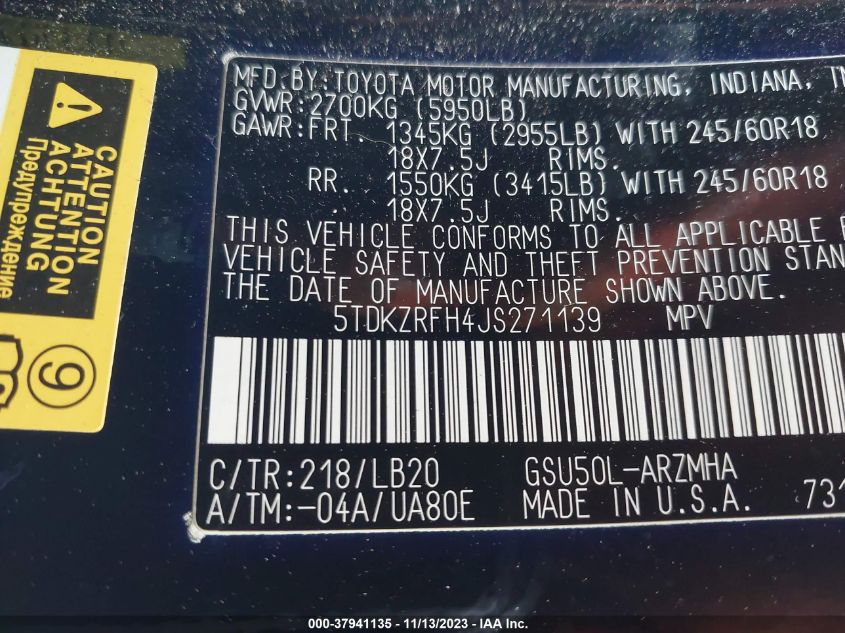 MFD. BY: TOYOTA MOTOR MANUFACTURING, INDIANA,
GVWR: 2700KG (5950LB)
GAWR: FRT. 1345KG (2955LB) WITH 245/60R18
18X7.5J RIMS.
RR. 1550KG (3415LB) WITH 245/60R18
18X7.5J RIMS.
THIS VEHICLE CONFORMS TO ALL APPLICABLE
VEHICLE SAFETY AND THEFT PREVENTION STAN
THE DATE OF MANUFACTURE SHOWN ABOVE.
5TDKZRFH4JS271139 MPV
C/TR: 218/LB20 GSU50L-ARZMHA
A/TM: -04A/UA80E MADE IN U.S.A. 731
CAUTION
ATTENTION
ACHTUNG
Предупреждение
9
000-37941135 - 11/13/2023 - IAA Inc.